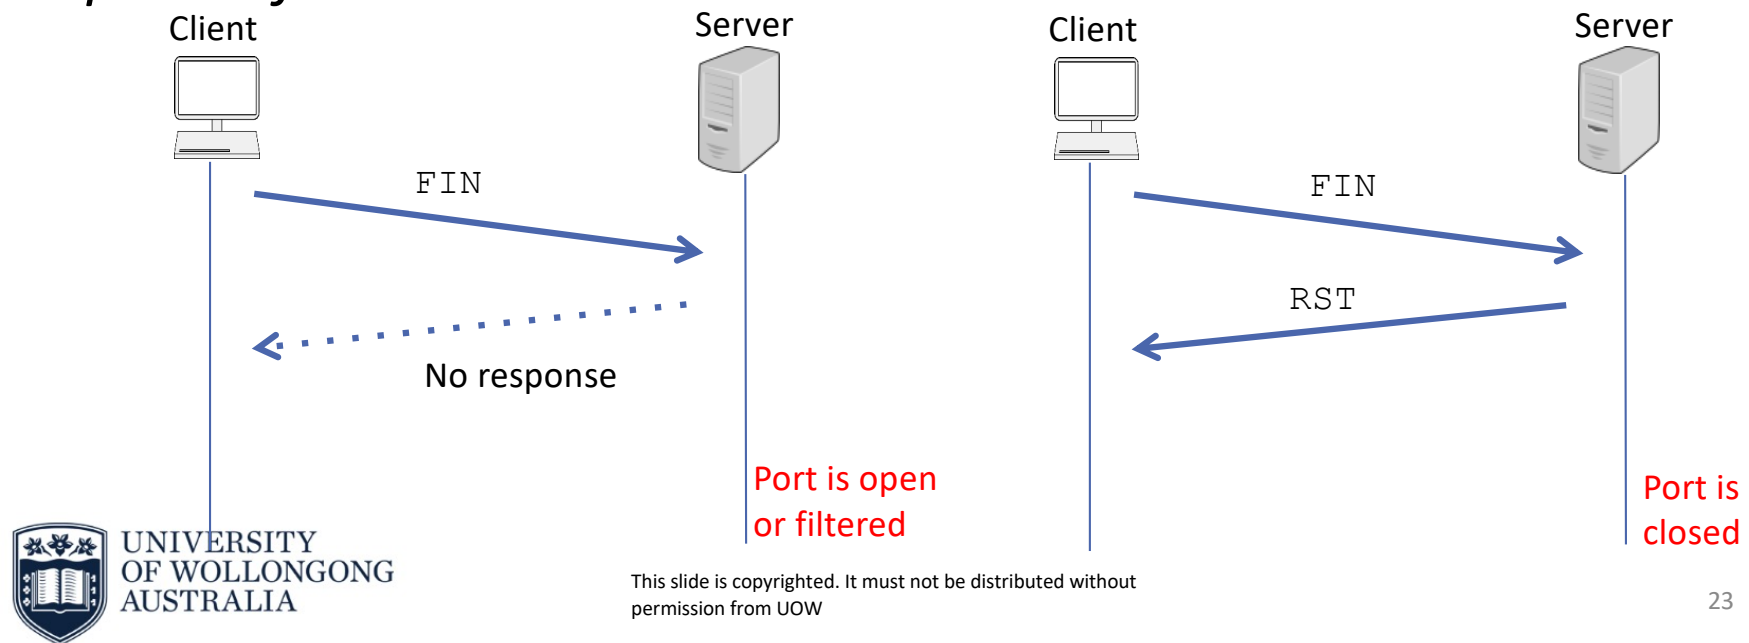 Client
Server
FIN
No response
Port is open
or filtered
Client
Server
FIN
RST
Port is
closed
UNIVERSITY
OF WOLLONGONG
AUSTRALIA
This slide is copyrighted. It must not be distributed without
permission from UOW
23